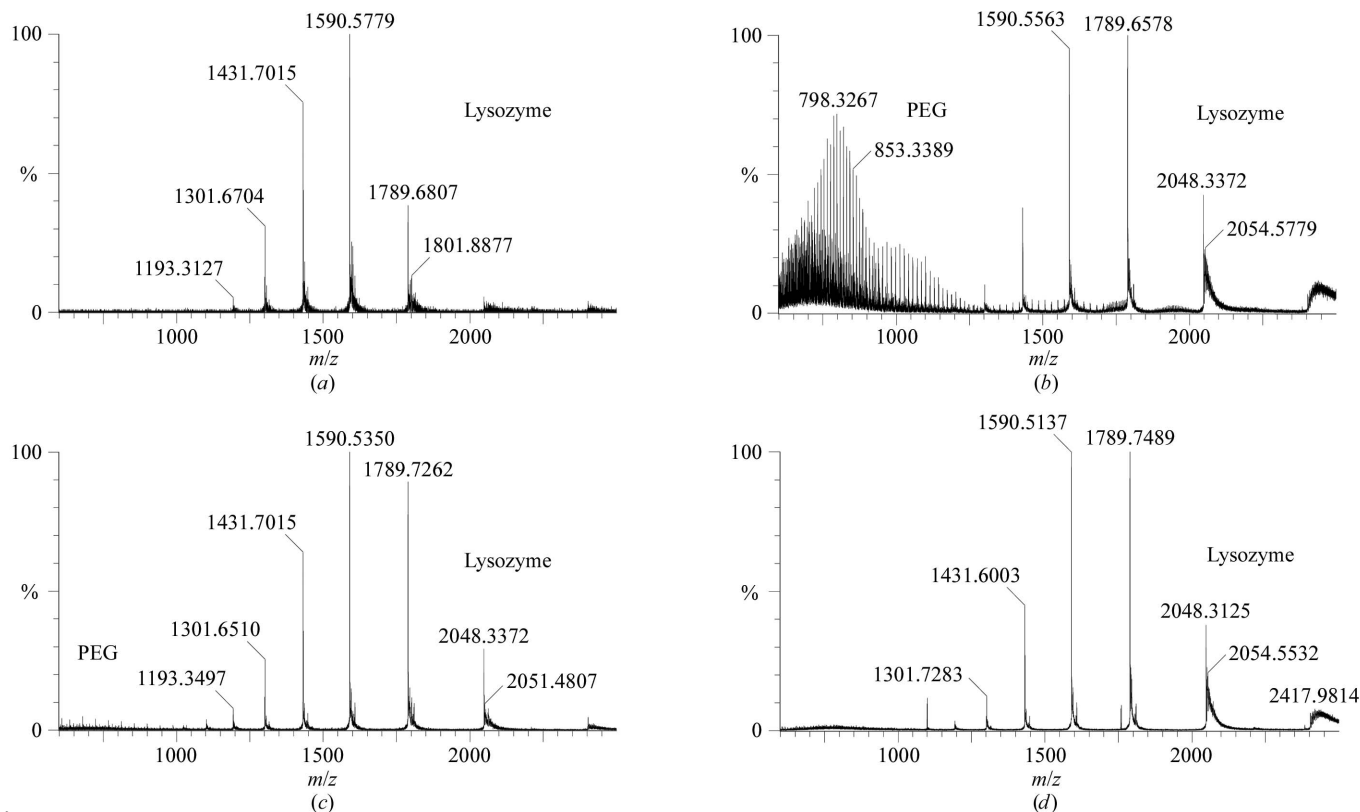 1590.5779
100
1431.7015
Lysozyme
%
1301.6704
1789.6807
1801.8877
1193.3127
0
1000 1500 2000
m/z
(a)
1590.5563 1789.6578
100
798.3267
PEG
Lysozyme
853.3389
%
2048.3372
2054.5779
0
1000 1500 2000
m/z
(b)
1590.5350
100
1789.7262
1431.7015
Lysozyme
%
1301.6510
2048.3372
PEG
1193.3497
2051.4807
0
1000 1500 2000
m/z
(c)
1590.5137 1789.7489
100
Lysozyme
%
1431.6003
2048.3125
1301.7283
2054.5532
2417.9814
0
1000 1500 2000
m/z
(d)